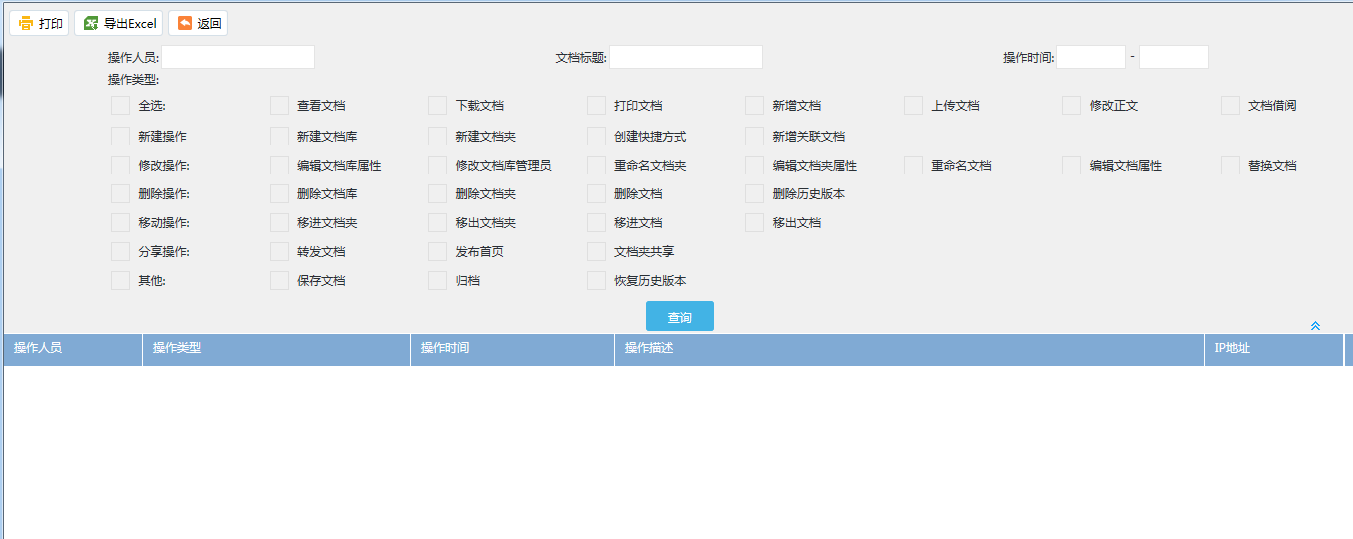 打印 导出Excel 返回
操作人员: 文档标题: 操作时间: -
操作类型:
全选: 查看文档 下载文档 打印文档 新增文档 上传文档 修改正文 文档借阅
新建操作 新建文档库 新建文档夹 创建快捷方式 新增关联文档
修改操作: 编辑文档库属性 修改文档库管理员 重命名文档夹 编辑文档夹属性 重命名文档 编辑文档属性 替换文档
删除操作: 删除文档库 删除文档夹 删除文档 删除历史版本
移动操作: 移进文档夹 移出文档夹 移进文档 移出文档
分享操作: 转发文档 发布首页 文档夹共享
其他: 保存文档 归档 恢复历史版本
查询
操作人员 操作类型 操作时间 操作描述 IP地址